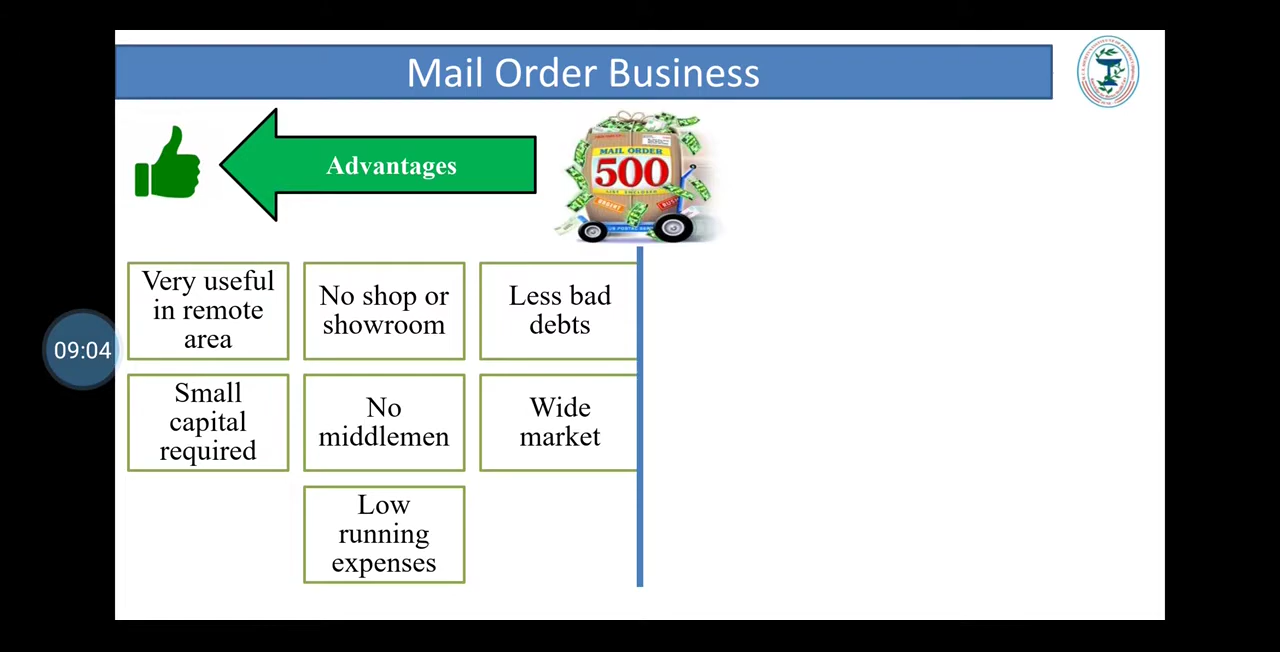 Mail Order Business
Advantages
MAIL ORDER
500
Very useful
in remote
area
No shop or
showroom
Less bad
debts
09:04
Small
capital
required
No
middlemen
Wide
market
Low
running
expenses